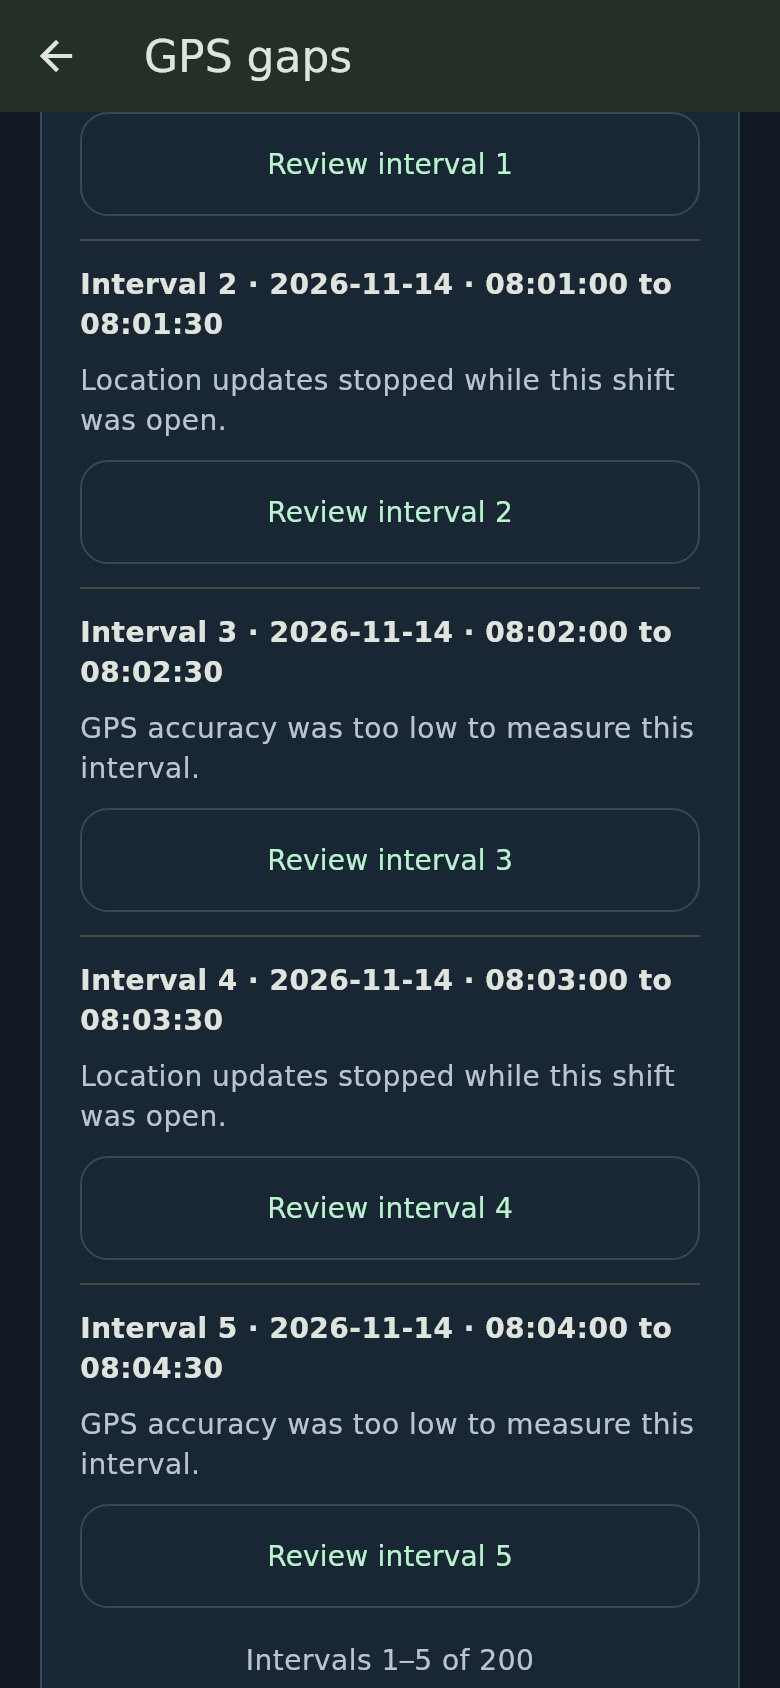 GPS gaps
Review interval 1
Interval 2 · 2026-11-14 · 08:01:00 to
08:01:30
Location updates stopped while this shift
was open.
Review interval 2
Interval 3 · 2026-11-14 · 08:02:00 to
08:02:30
GPS accuracy was too low to measure this
interval.
Review interval 3
Interval 4 · 2026-11-14 · 08:03:00 to
08:03:30
Location updates stopped while this shift
was open.
Review interval 4
Interval 5 · 2026-11-14 · 08:04:00 to
08:04:30
GPS accuracy was too low to measure this
interval.
Review interval 5
Intervals 1–5 of 200